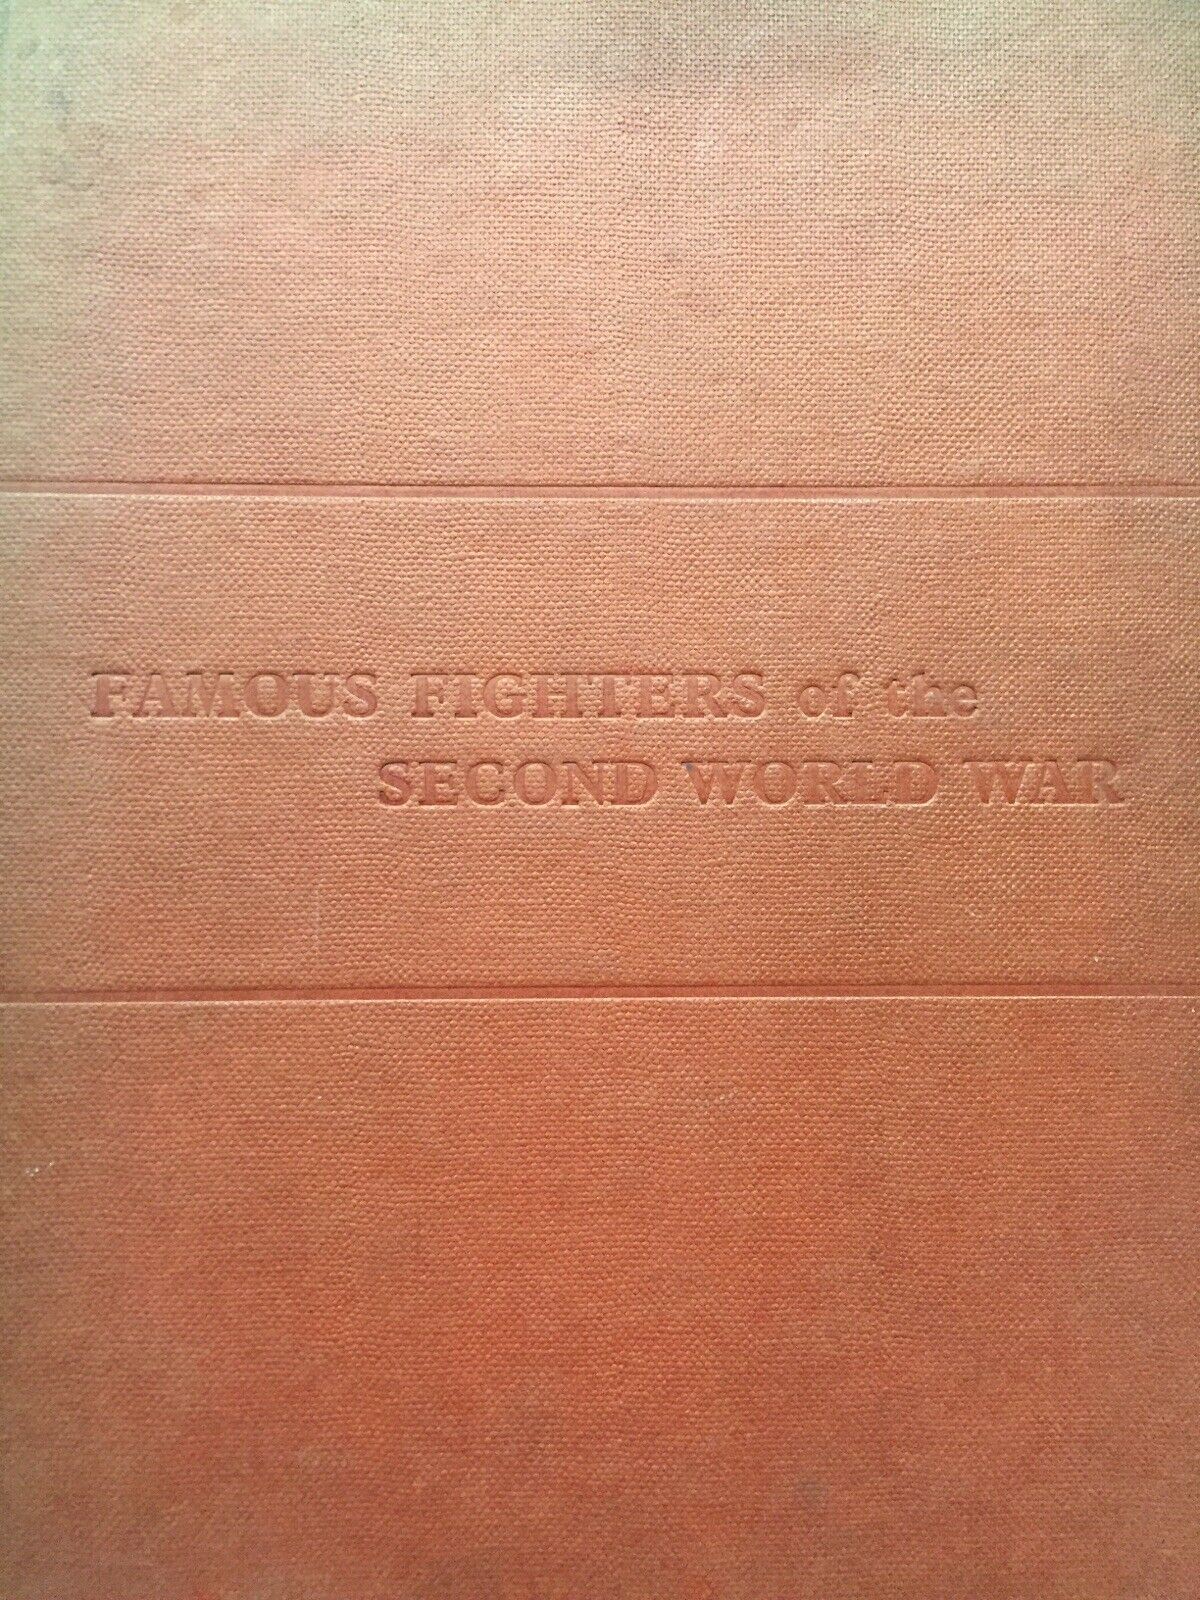 FAMOUS FIGHTERS of the
SECOND WORLD WAR